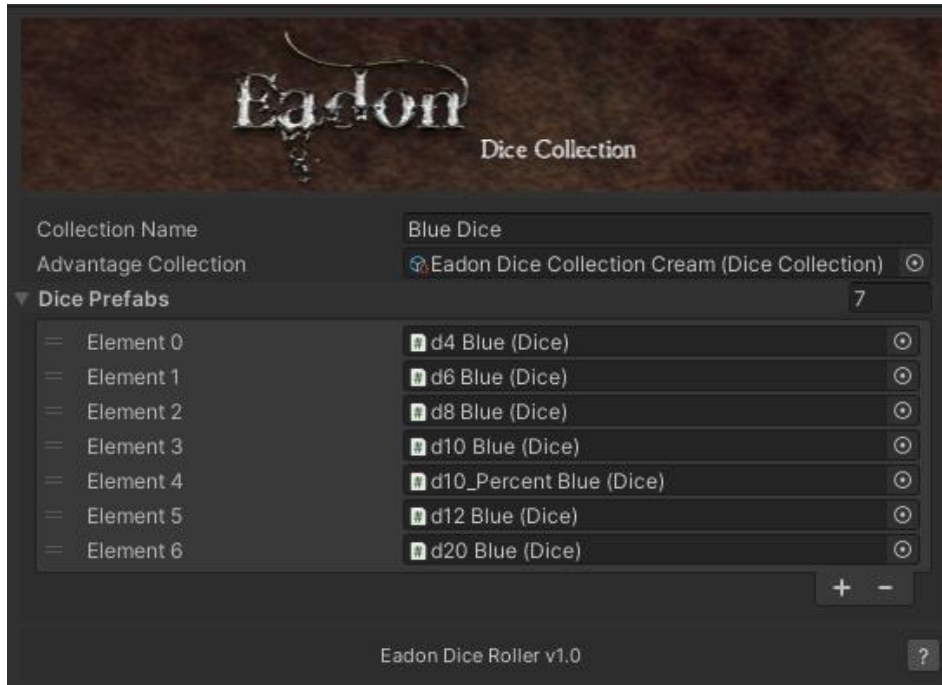 Eadon
Dice Collection
Collection Name Blue Dice
Advantage Collection Eadon Dice Collection Cream (Dice Collection)
Dice Prefabs 7
Element 0 # d4 Blue (Dice)
Element 1 # d6 Blue (Dice)
Element 2 # d8 Blue (Dice)
Element 3 # d10 Blue (Dice)
Element 4 # d10_Percent Blue (Dice)
Element 5 # d12 Blue (Dice)
Element 6 # d20 Blue (Dice)
+ -
Eadon Dice Roller v1.0 ?